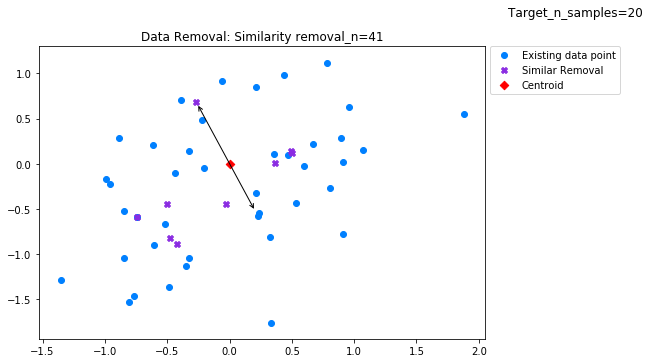 Target_n_samples=20
Data Removal: Similarity removal_n=41
Existing data point
Similar Removal
Centroid
1.0
0.5
0.0
−0.5
−1.0
−1.5
−1.5 −1.0 −0.5 0.0 0.5 1.0 1.5 2.0